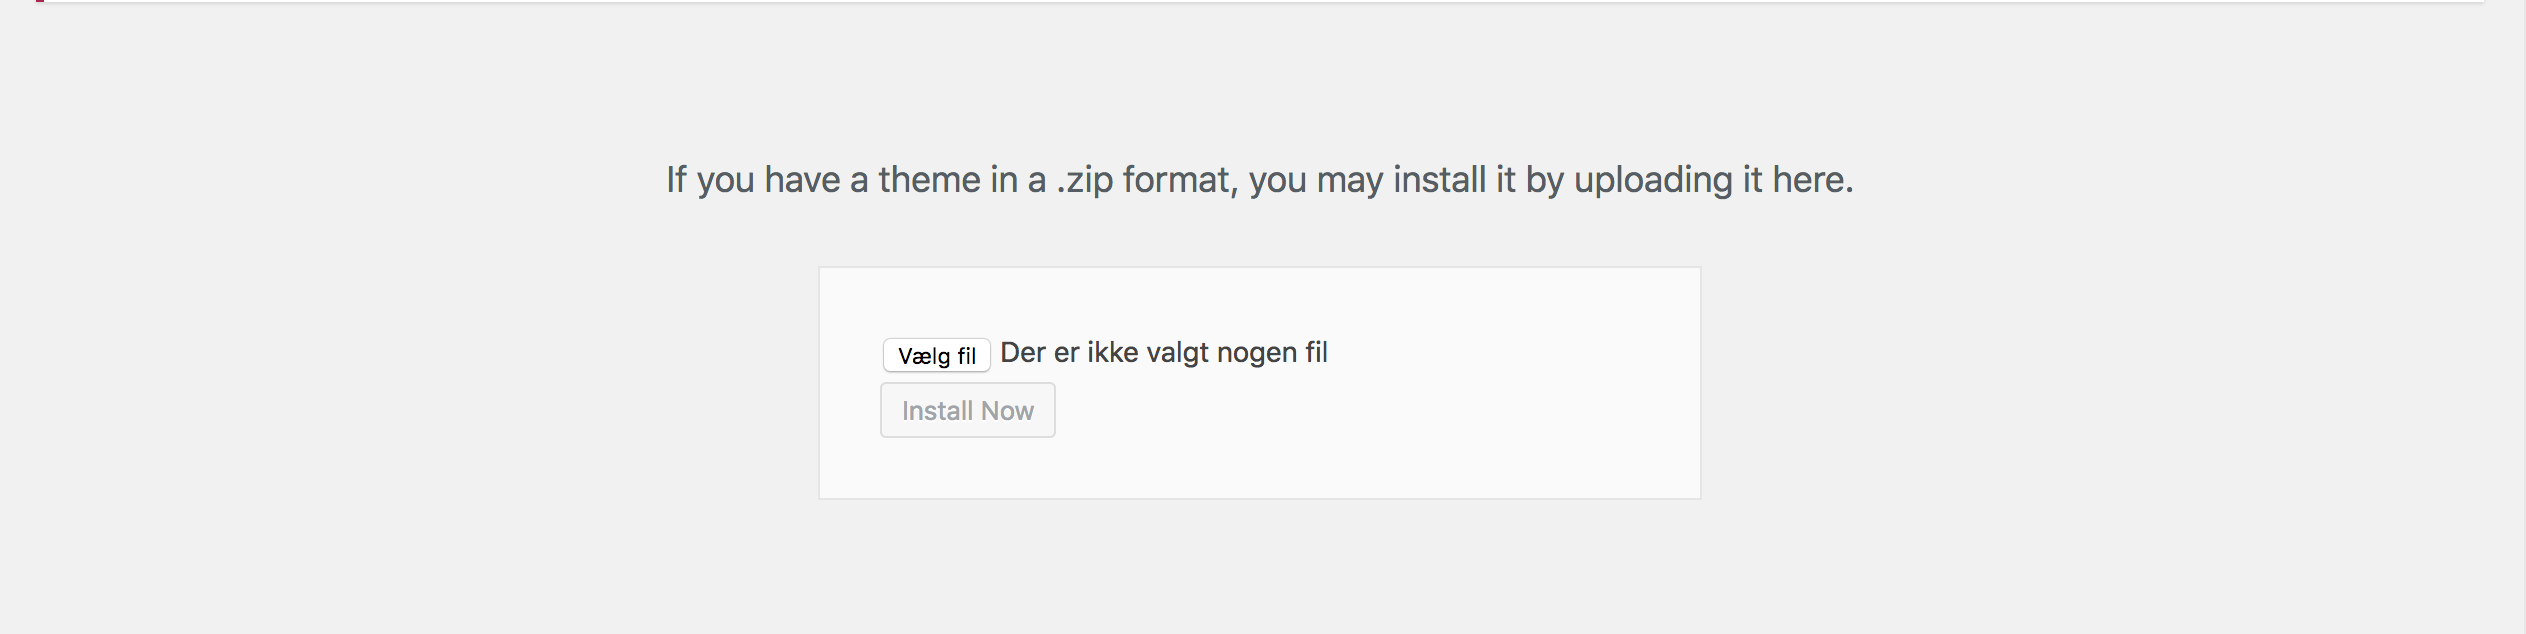 If you have a theme in a .zip format, you may install it by uploading it here.
Vælg fil Der er ikke valgt nogen fil
Install Now